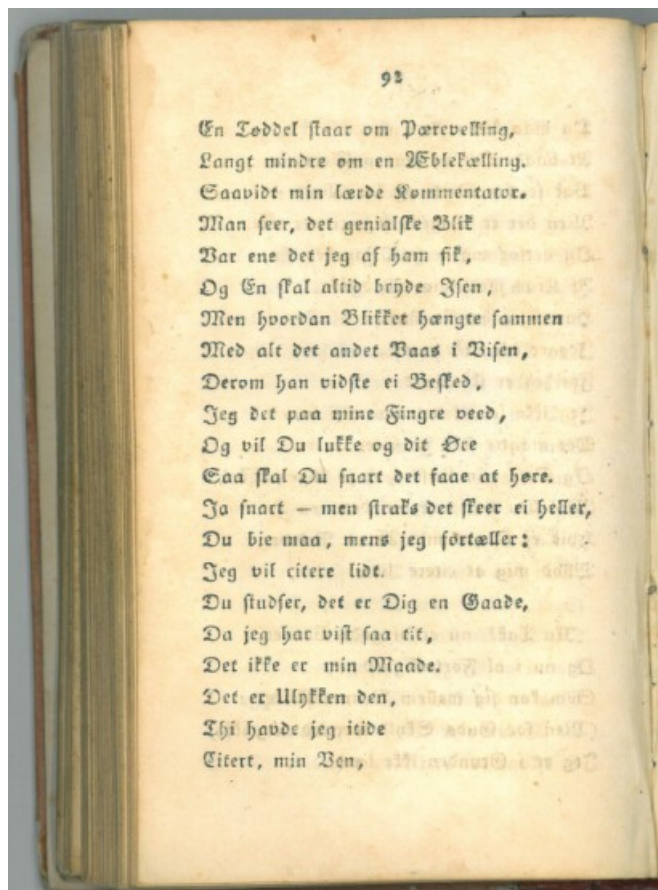 92
En Tøddel staar om Pærevelling,
Langt mindre om en Æblekælling.
Saavidt min lærde Kommentator.
Man seer, det genialske Blik
Var ene det jeg af ham fik,
Og En skal altid bryde Isen,
Men hvordan Blikket hængte sammen
Med alt det andet Vaas i Visen,
Derom han vidste ei Besked,
Jeg det paa mine Fingre veed,
Og vil Du lukke og dit Øre
Saa skal Du snart det faae at høre.
Ja snart — men straks det skeer ei heller,
Du bie maa, mens jeg fortæller:
Jeg vil citere lidt.
Du studser, det er Dig en Gaade,
Da jeg har vist saa tit,
Det ikke er min Maade.
Det er Ulykken den,
Thi havde jeg itide
Citert, min Ven,